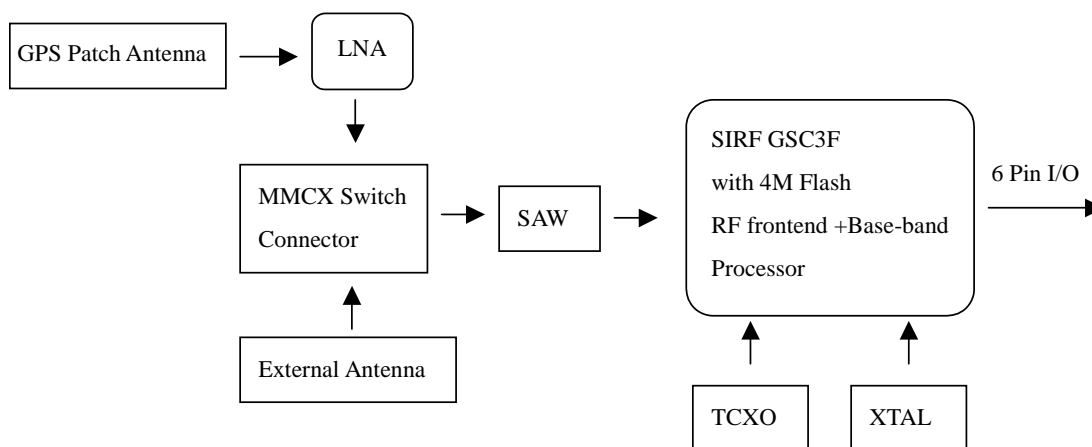 GPS Patch Antenna
LNA
MMCX Switch
Connector
External Antenna
SAW
SIRF GSC3F
with 4M Flash
RF frontend +Base-band
Processor
6 Pin I/O
TCXO
XTAL